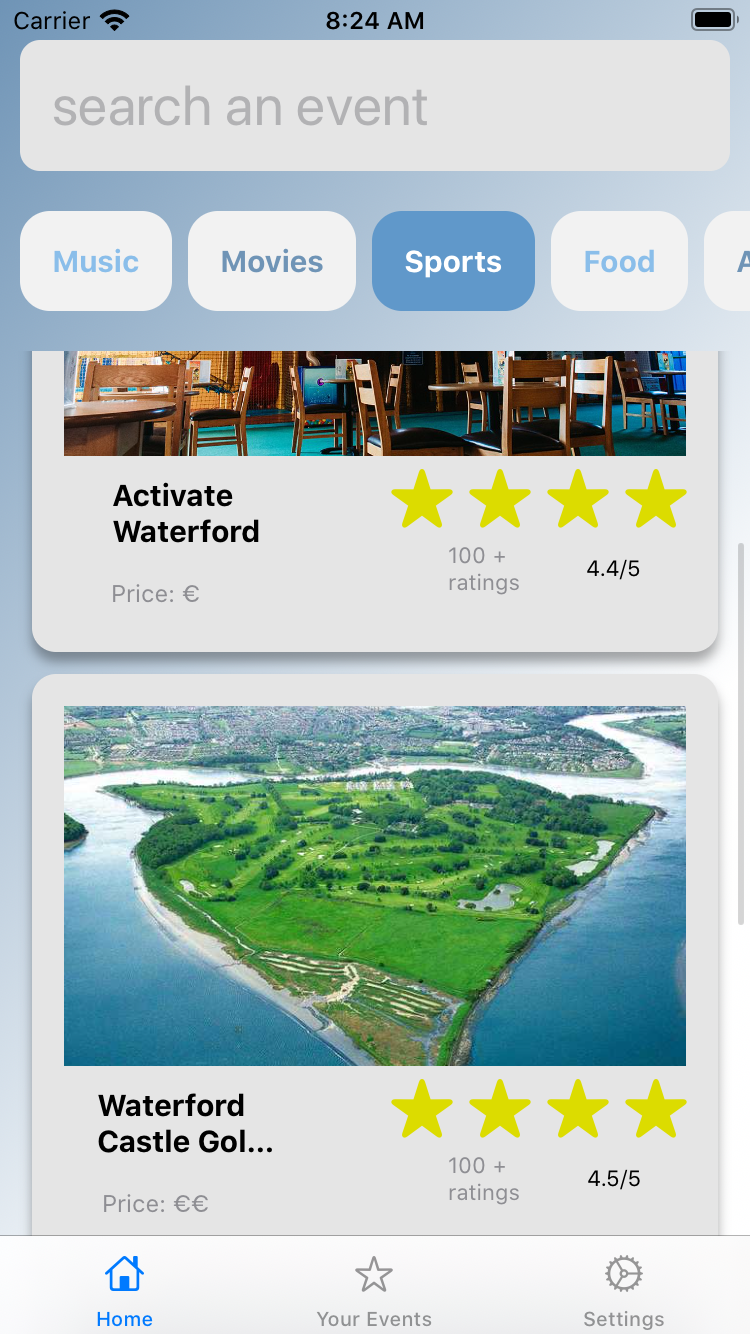 Carrier 8:24 AM
search an event
Music Movies Sports Food A
Activate
Waterford
100 +
ratings
4.4/5
Price: €
Waterford
Castle Gol...
100 +
ratings
4.5/5
Price: €€
Home Your Events Settings